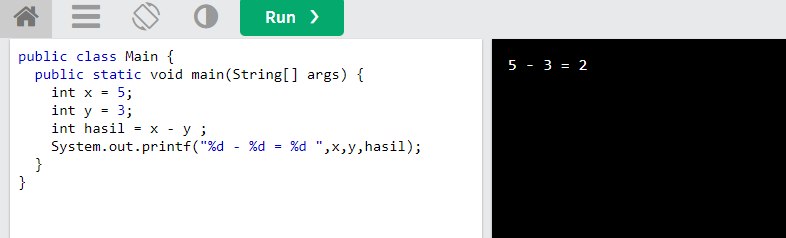 Run ❯
public class Main {
  public static void main(String[] args) {
    int x = 5;
    int y = 3;
    int hasil = x - y ;
    System.out.printf("%d - %d = %d ",x,y,hasil);
  }
}
5 - 3 = 2